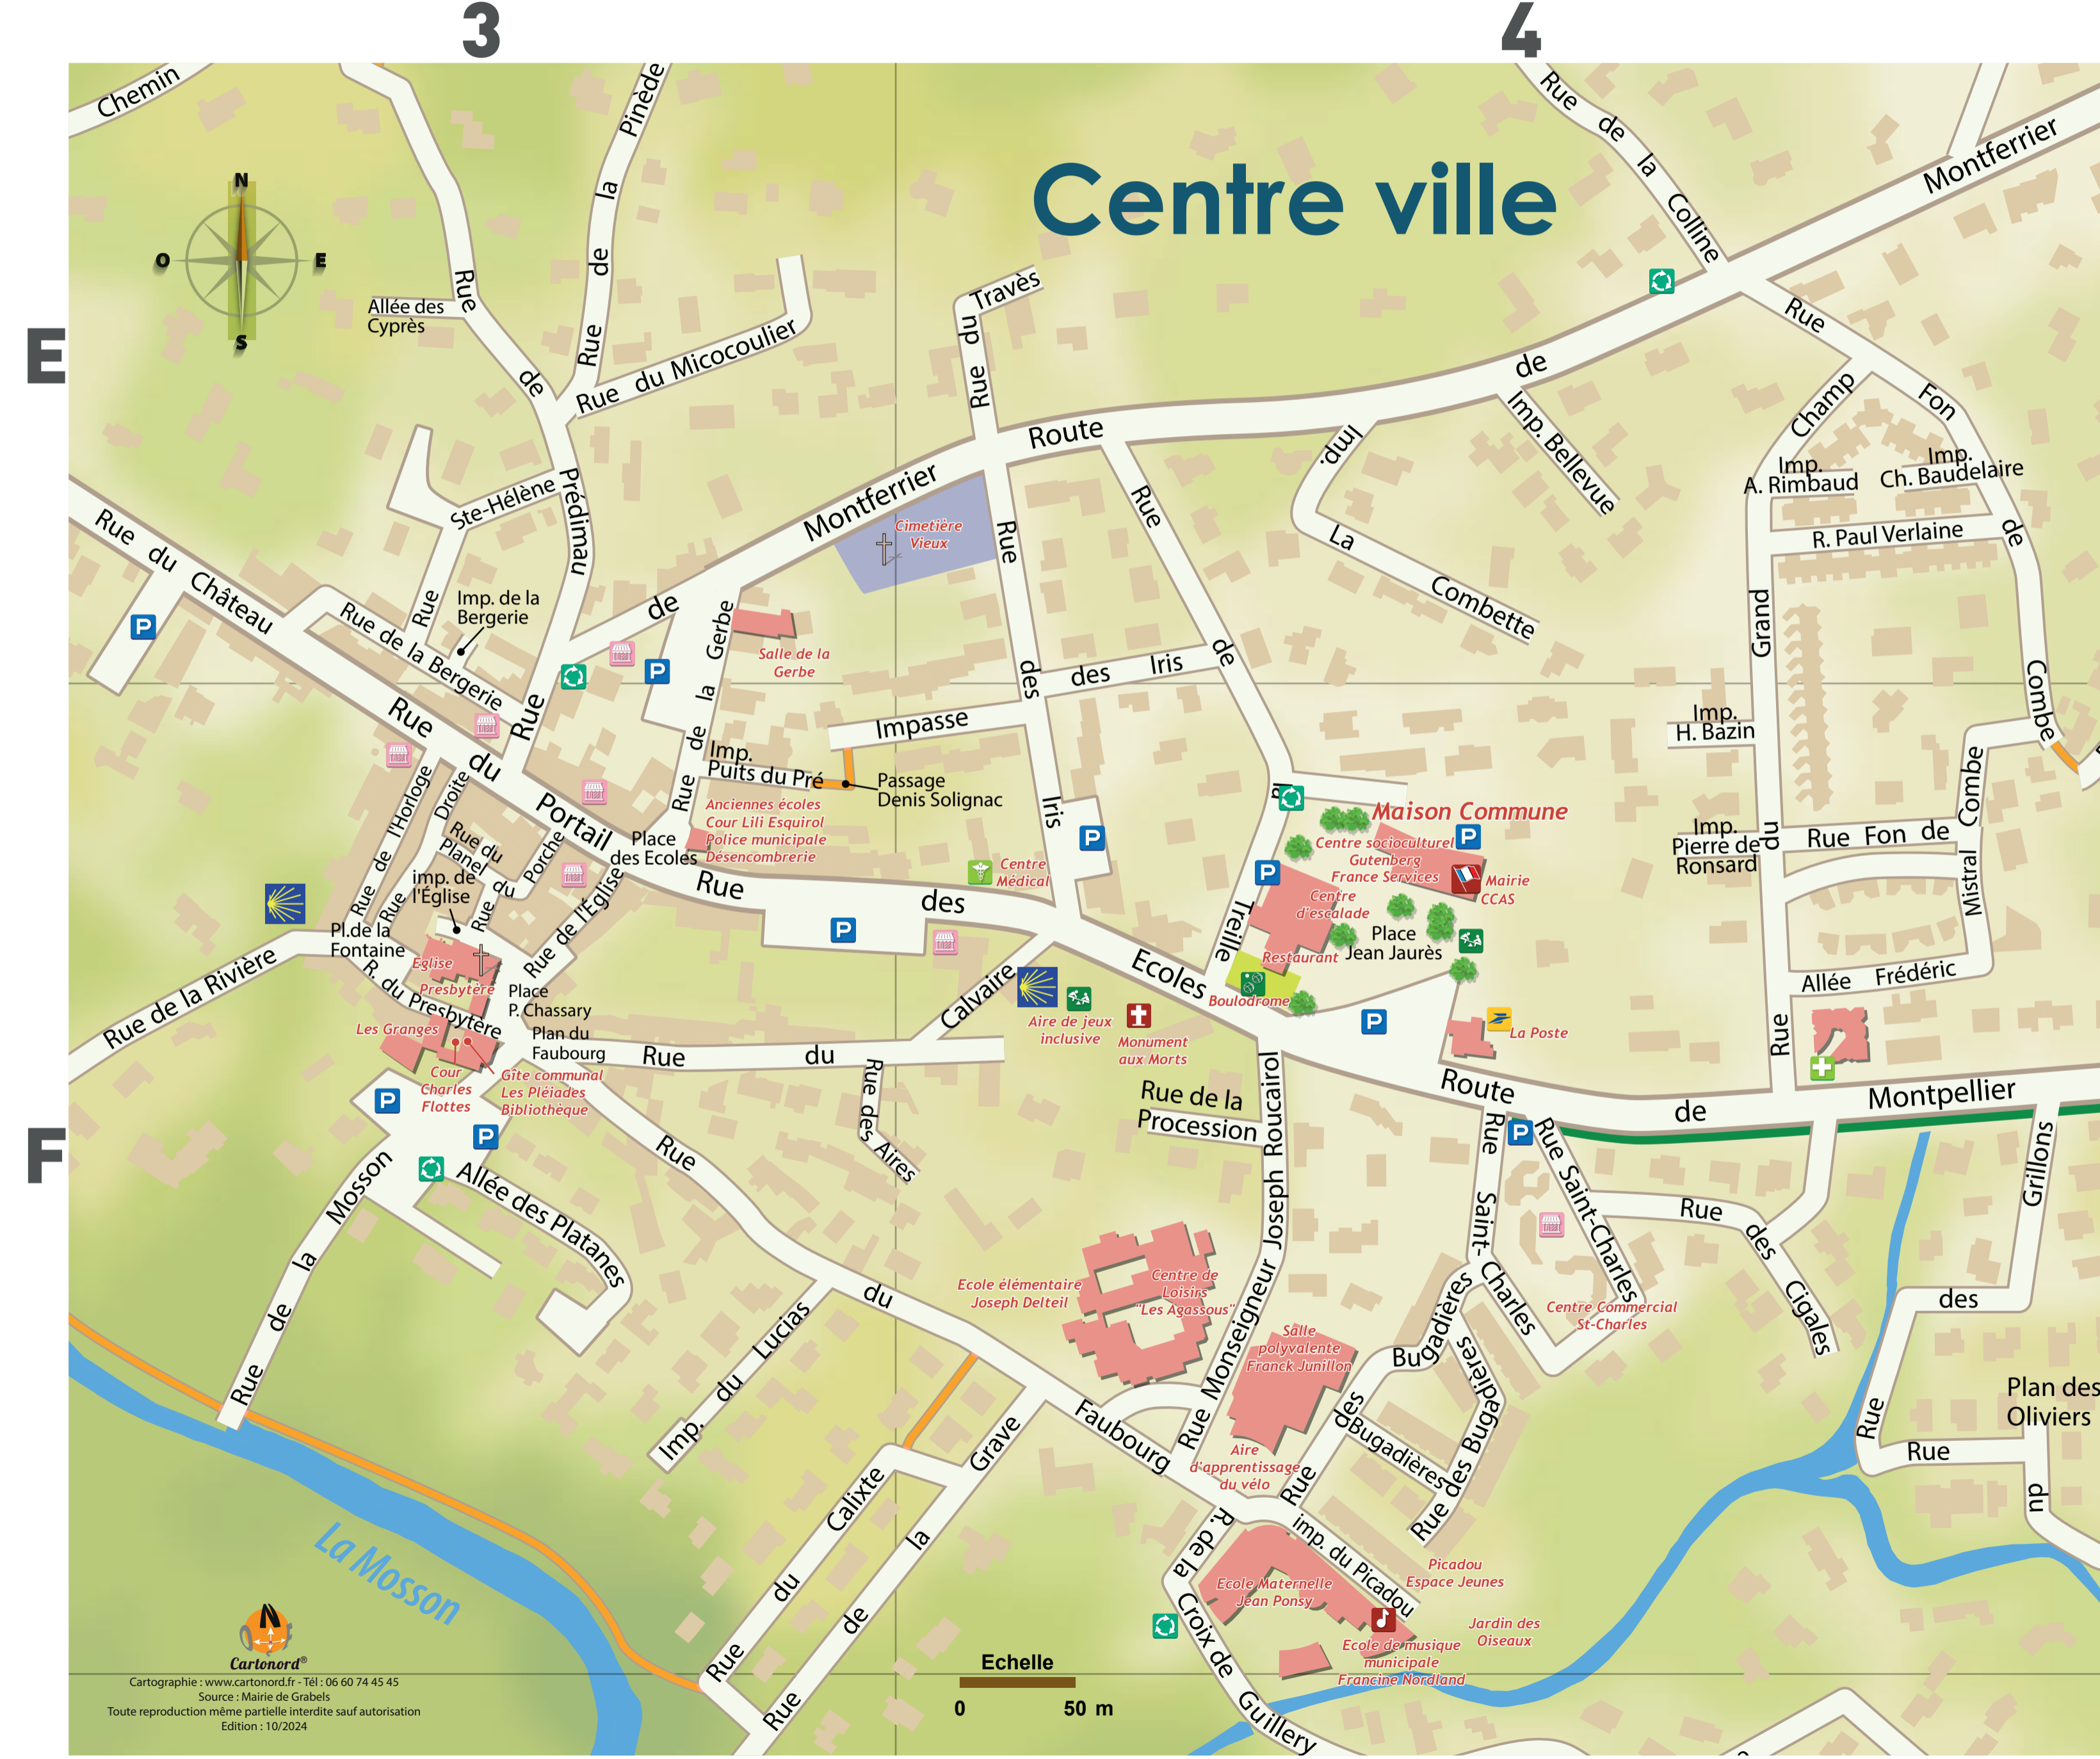 3
4
Centre ville
N
O
E
S
E
F
Chemin
Rue de la Pinède
Rue de la Colline
Montferrier
Allée des
Cyprès
Rue de Prédimau
Rue du Micocoulier
Rue du Travès
Route de Montferrier
Rue Fon de Combe
Imp. Bellevue
Imp. La Combette
Champ
Grand
du
Rue
Imp.
A. Rimbaud
Imp.
Ch. Baudelaire
R. Paul Verlaine
Rue Ste-Hélène
Rue du Château
Rue de la Bergerie
Imp. de la
Bergerie
Cimetière
Vieux
Salle de la
Gerbe
Rue de la Gerbe
Rue des Iris
Impasse des Iris
Rue de la Treille
Imp.
Puits du Pré
Passage
Denis Solignac
Anciennes écoles
Cour Lili Esquirol
Police municipale
Désencombrerie
Place
des Ecoles
Rue du Portail
Rue de l'Horloge
Rue Droite
Rue du
Planel
Rue du Porche
imp. de
l'Église
Rue de l'Église
Pl.de la
Fontaine
Rue de la Rivière
Eglise
Presbytère
R. du Presbytère
Les Granges
Place
P. Chassary
Plan du
Faubourg
Cour
Charles
Flottes
Gîte communal
Les Pléiades
Bibliothèque
Rue des Ecoles
Centre
Médical
Rue du Calvaire
Aire de jeux
inclusive
Monument
aux Morts
Maison Commune
Centre socioculturel
Gutenberg
France Services
Mairie
CCAS
Centre
d'escalade
Place
Jean Jaurès
Restaurant
Boulodrome
La Poste
Imp.
H. Bazin
Imp.
Pierre de
Ronsard
Rue Fon de Combe
Allée Frédéric Mistral
Route de Montpellier
Rue des Aires
Rue de la
Procession
Rue Monseigneur Joseph Roucairol
Rue Saint-Charles
Rue Saint-Charles
Centre Commercial
St-Charles
Rue des Cigales
Rue des Grillons
Plan des
Oliviers
Rue du
Rue de la Mosson
Allée des Platanes
Rue du Faubourg
Imp. du Lucias
Ecole élémentaire
Joseph Delteil
Centre de
Loisirs
"Les Agassous"
Salle
polyvalente
Franck Junillon
Rue des Bugadières
des Bugadières
Rue des Bugadières
Aire
d'apprentissage
du vélo
Rue du Calixte
Rue de la Grave
R. de la Croix de Guillery
imp. du Picadou
Ecole Maternelle
Jean Ponsy
Picadou
Espace Jeunes
Jardin des
Oiseaux
Ecole de musique
municipale
Francine Nordland
La Mosson
Cartonord®
Cartographie : www.cartonord.fr - Tél : 06 60 74 45 45
Source : Mairie de Grabels
Toute reproduction même partielle interdite sauf autorisation
Edition : 10/2024
Echelle
0 50 m